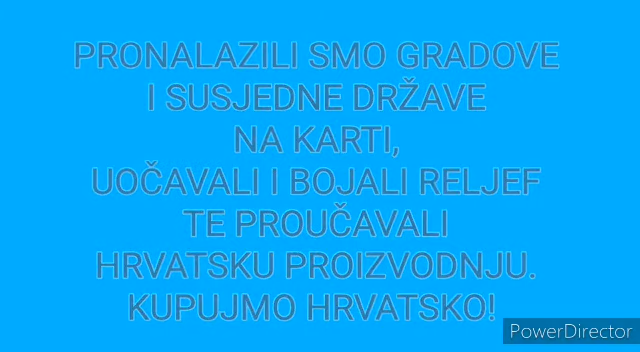 PRONALAZILI SMO GRADOVE
I SUSJEDNE DRŽAVE
NA KARTI,
UOČAVALI I BOJALI RELJEF
TE PROUČAVALI
HRVATSKU PROIZVODNJU.
KUPUJMO HRVATSKO!
PowerDirector